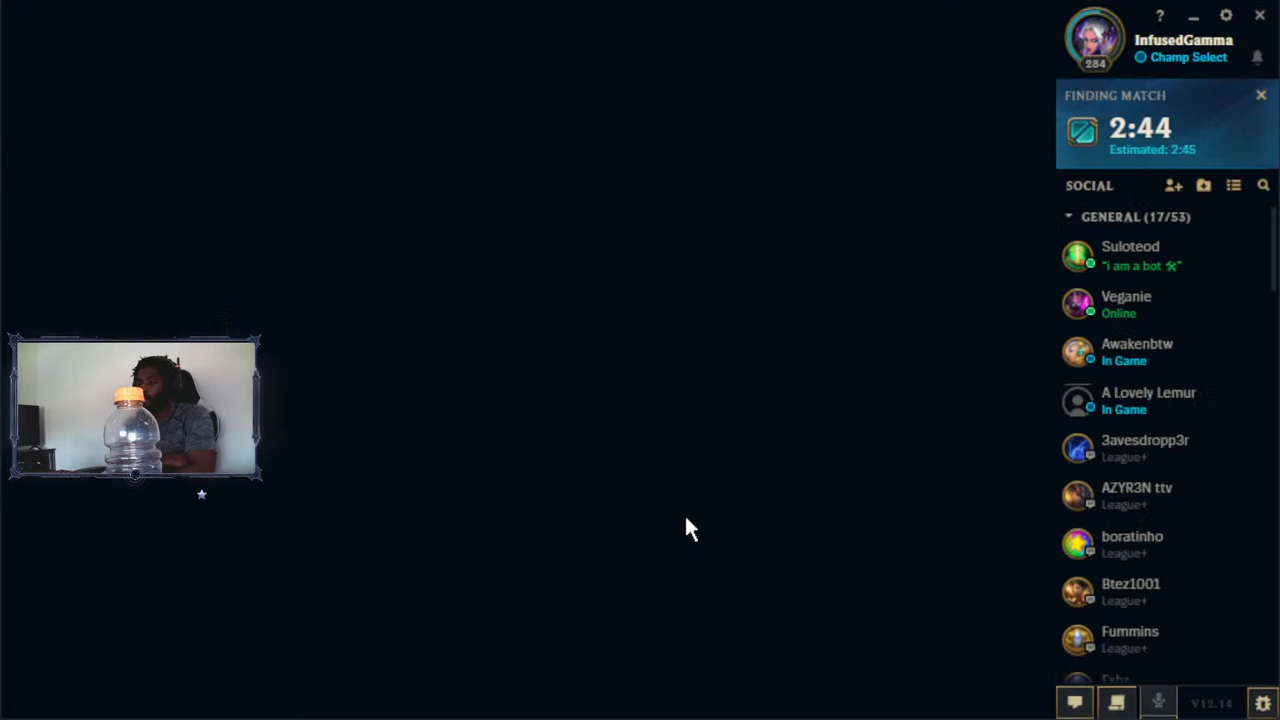 ?
InfusedGamma
Champ Select
284
FINDING MATCH
2:44
Estimated: 2:45
SOCIAL
GENERAL (17/53)
Suloteod
"i am a bot 🛠"
Veganie
Online
Awakenbtw
In Game
A Lovely Lemur
In Game
3avesdropp3r
League+
AZYR3N ttv
League+
boratinho
League+
Btez1001
League+
Fummins
League+
V12.14